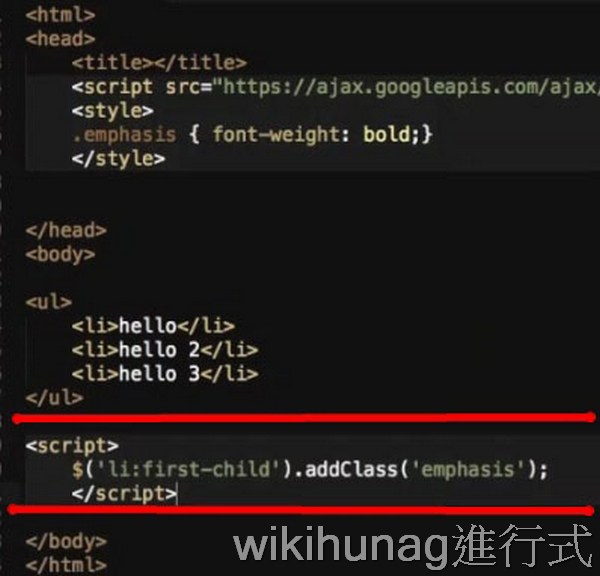 <html>
<head>
<title></title>
<script src="https://ajax.googleapis.com/ajax/
<style>
.emphasis { font-weight: bold;}
</style>
</head>
<body>
<ul>
<li>hello</li>
<li>hello 2</li>
<li>hello 3</li>
</ul>
<script>
$('li:first-child').addClass('emphasis');
</script>
</body>
</html>
wikihunag進行式